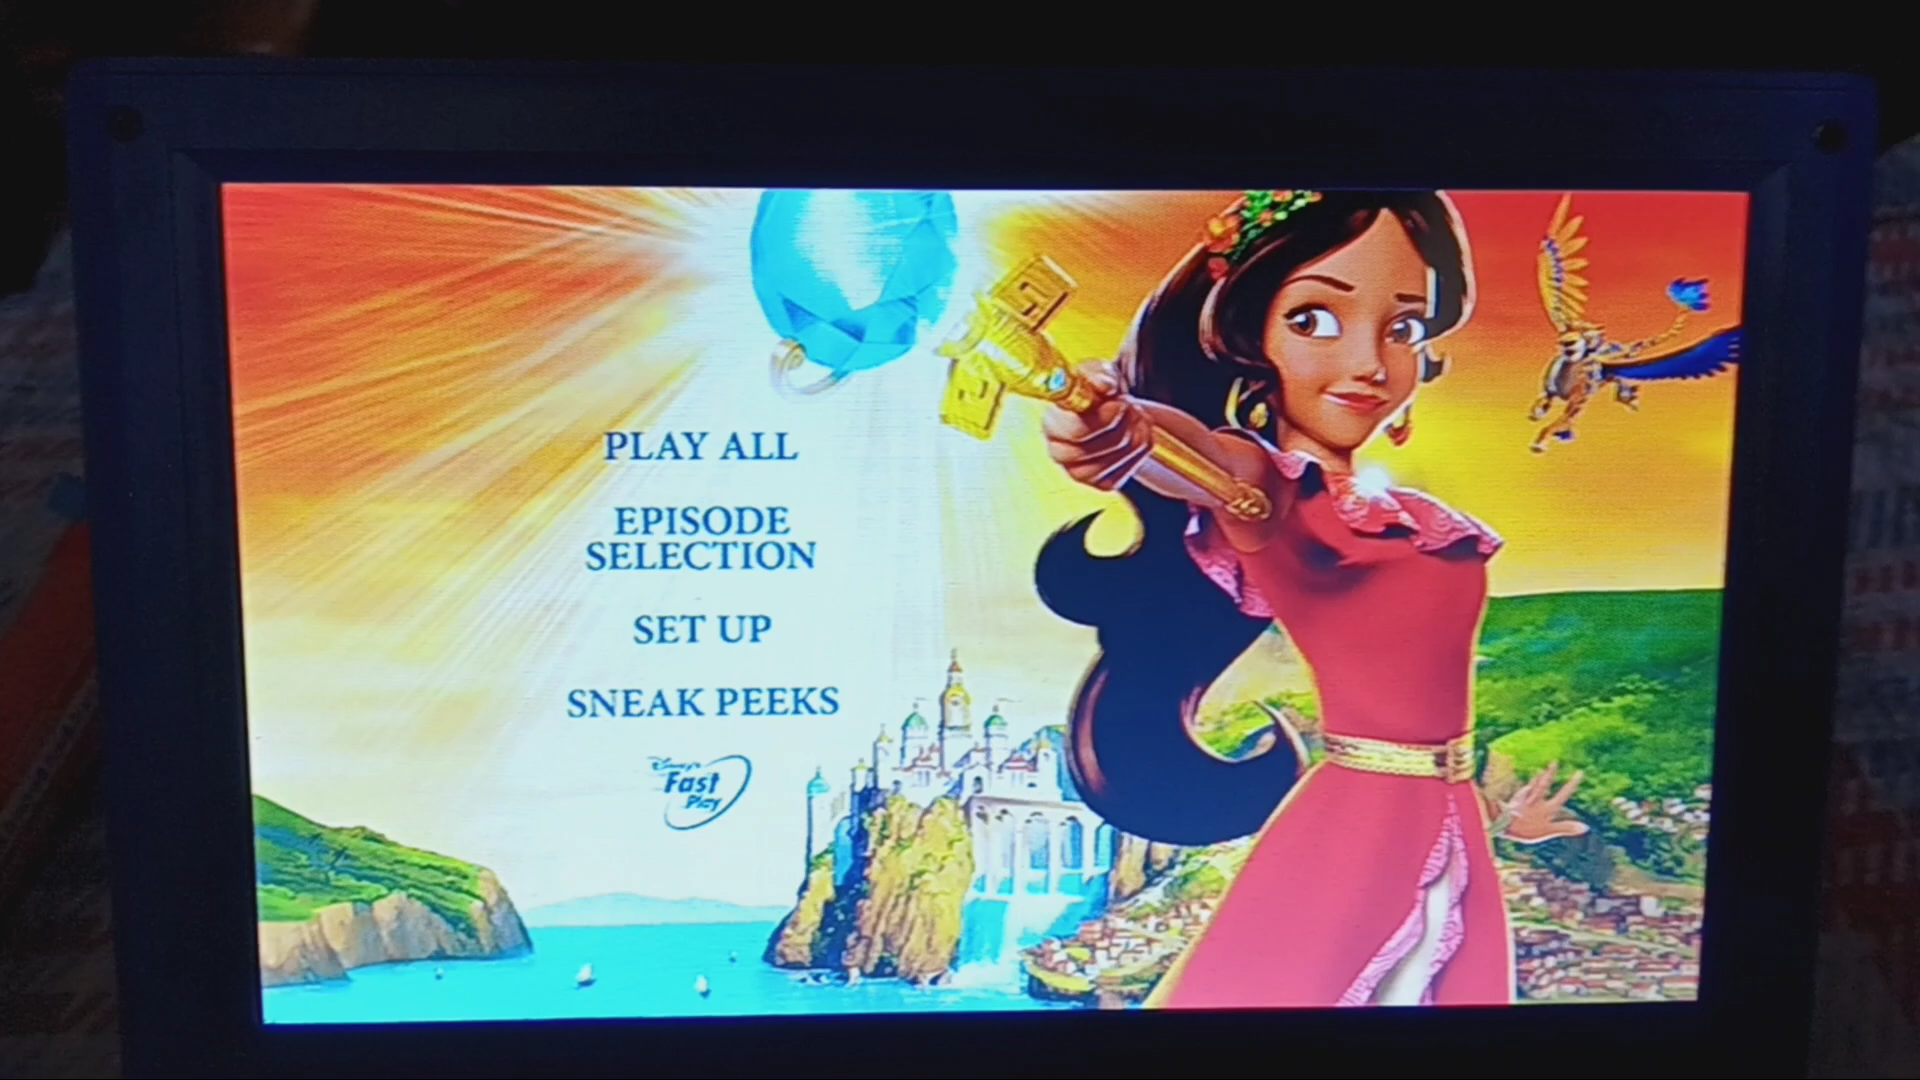 PLAY ALL
EPISODE
SELECTION
SET UP
SNEAK PEEKS
Disney's
Fast
Play